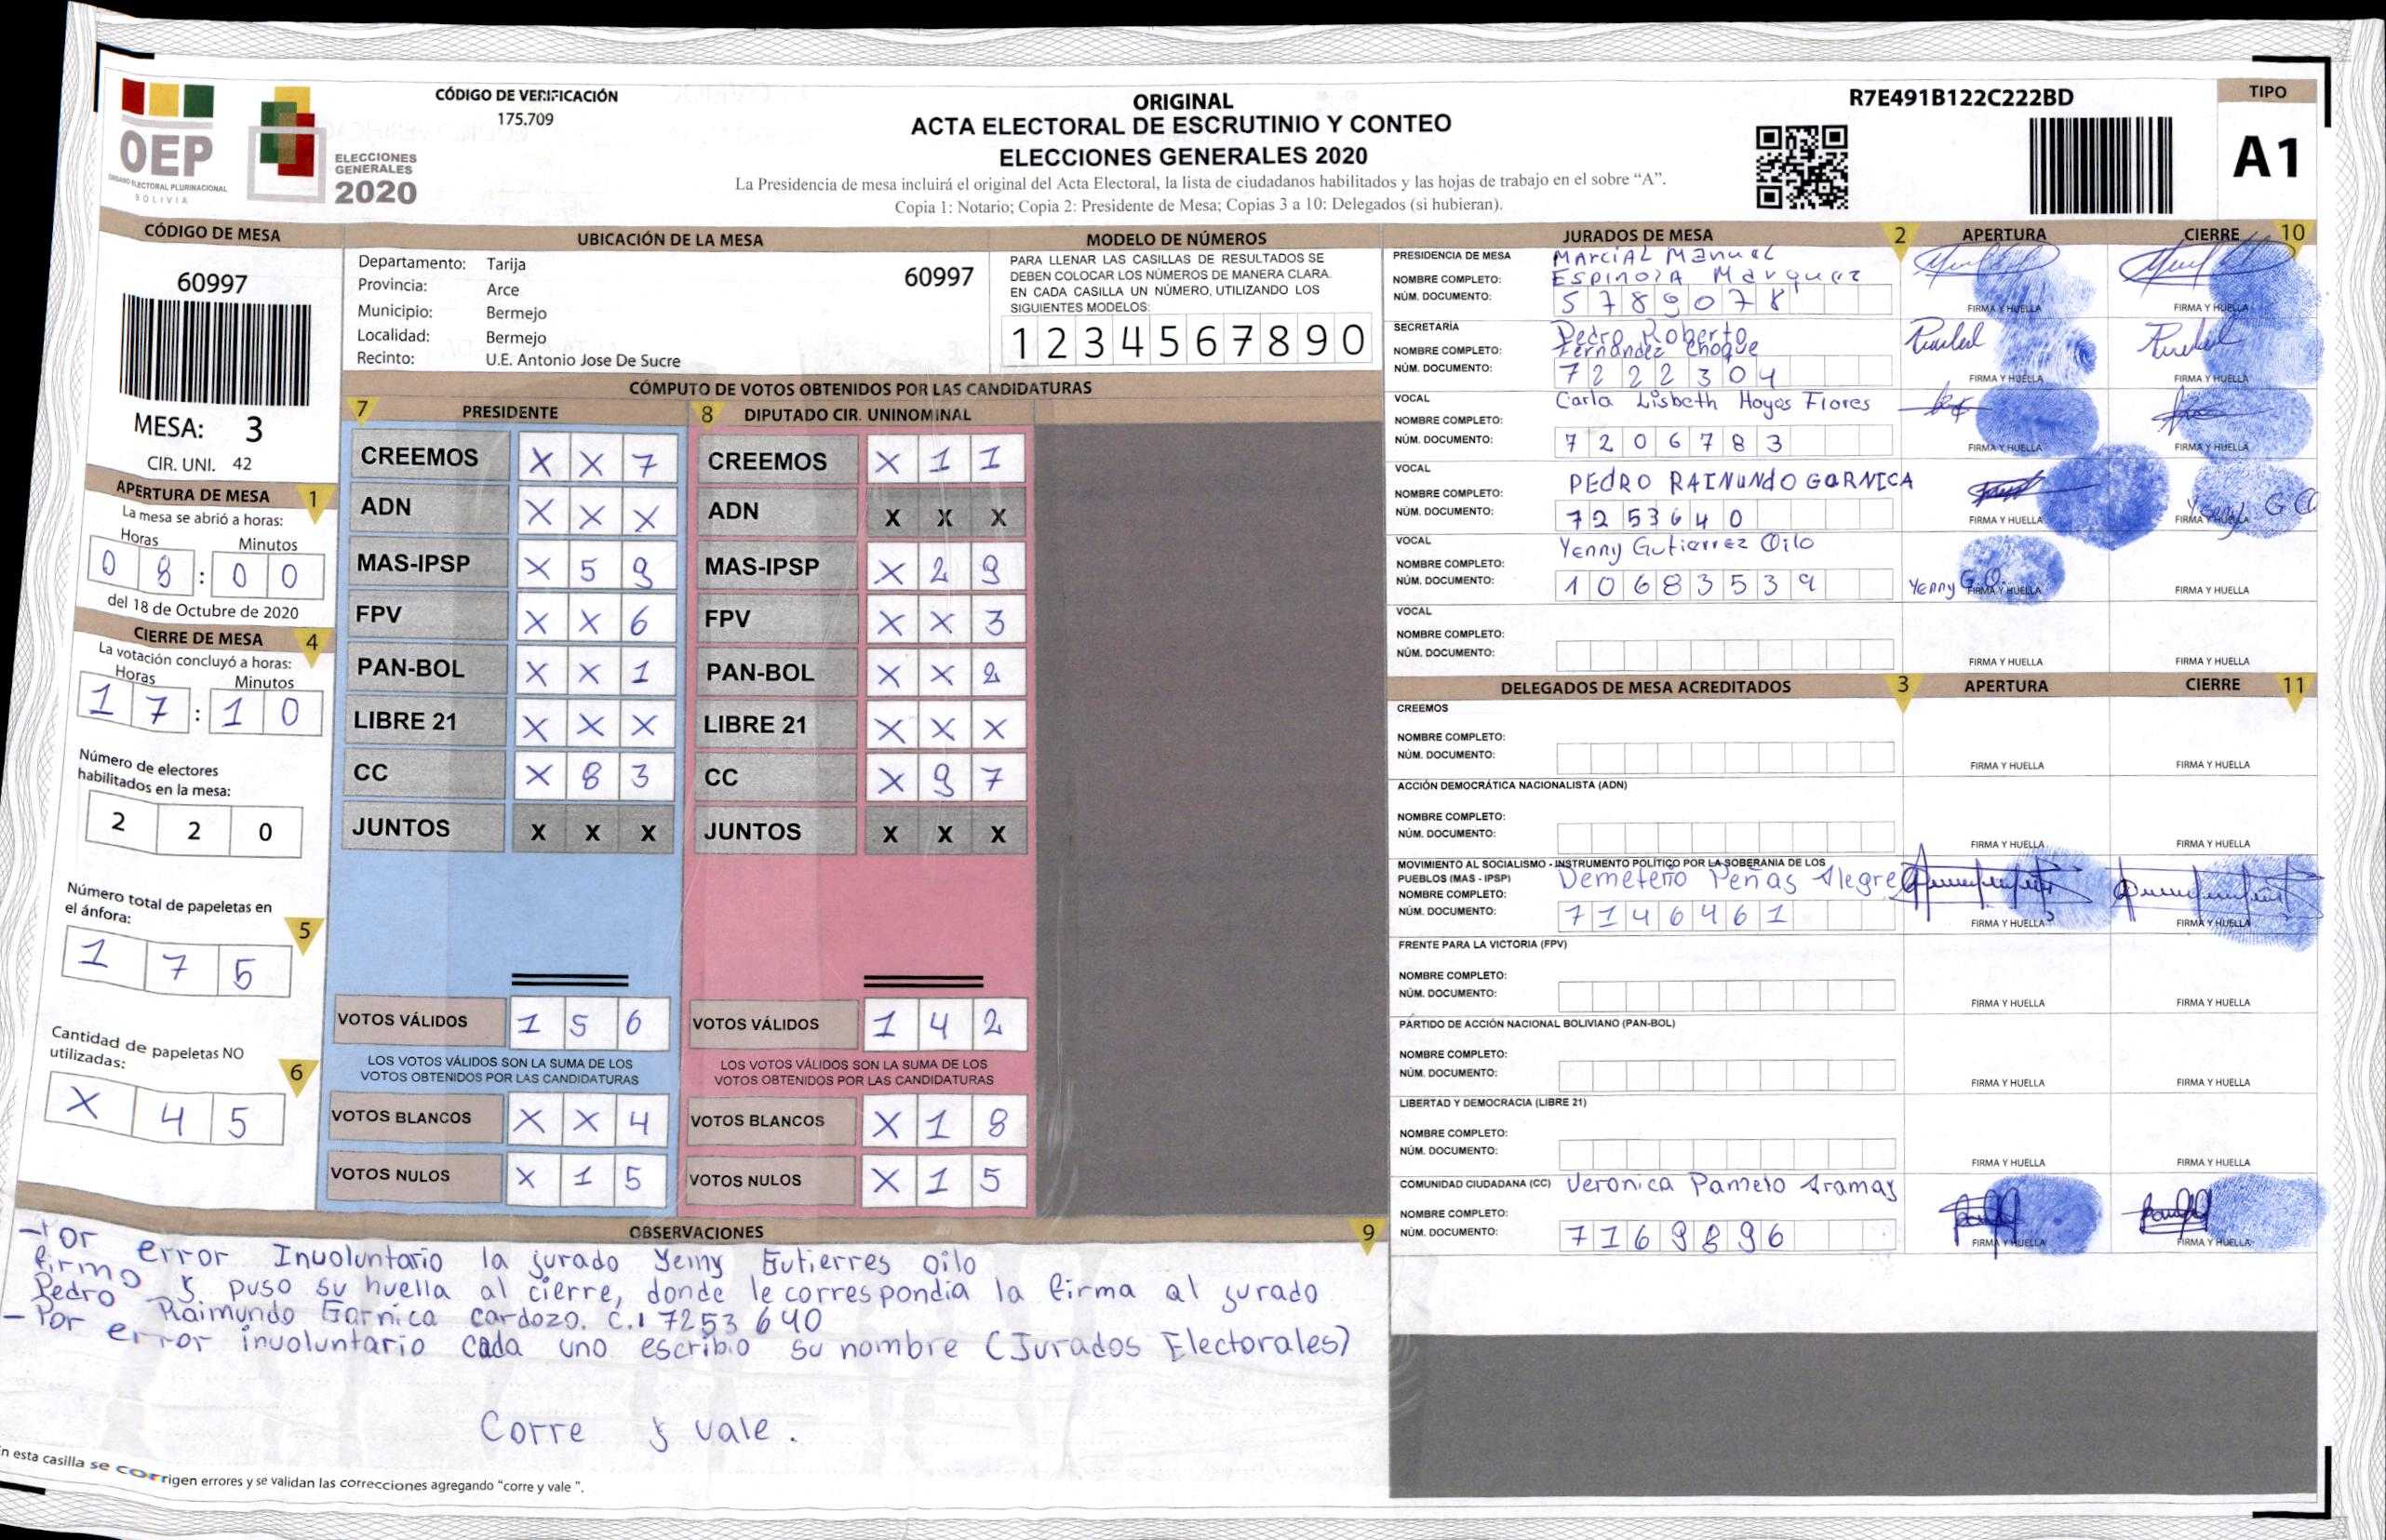 OEP
ÓRGANO ELECTORAL PLURINACIONAL
BOLIVIA
ELECCIONES
GENERALES
2020
CÓDIGO DE VERIFICACIÓN
175.709
ORIGINAL
ACTA ELECTORAL DE ESCRUTINIO Y CONTEO
ELECCIONES GENERALES 2020
La Presidencia de mesa incluirá el original del Acta Electoral, la lista de ciudadanos habilitados y las hojas de trabajo en el sobre “A”.
Copia 1: Notario; Copia 2: Presidente de Mesa; Copias 3 a 10: Delegados (si hubieran).
R7E491B122C222BD
TIPO
A1
CÓDIGO DE MESA
60997
MESA: 3
CIR. UNI. 42
APERTURA DE MESA 1
La mesa se abrió a horas:
Horas Minutos
0 8 : 0 0
del 18 de Octubre de 2020
CIERRE DE MESA 4
La votación concluyó a horas:
Horas Minutos
1 7 : 1 0
Número de electores
habilitados en la mesa:
2 2 0
Número total de papeletas en
el ánfora: 5
1 7 5
Cantidad de papeletas NO
utilizadas: 6
X 4 5
UBICACIÓN DE LA MESA
Departamento: Tarija
60997
Provincia: Arce
Municipio: Bermejo
Localidad: Bermejo
Recinto: U.E. Antonio Jose De Sucre
MODELO DE NÚMEROS
PARA LLENAR LAS CASILLAS DE RESULTADOS SE
DEBEN COLOCAR LOS NÚMEROS DE MANERA CLARA.
EN CADA CASILLA UN NÚMERO, UTILIZANDO LOS
SIGUIENTES MODELOS:
1 2 3 4 5 6 7 8 9 0
CÓMPUTO DE VOTOS OBTENIDOS POR LAS CANDIDATURAS
7 PRESIDENTE
CREEMOS X X 7
ADN X X X
MAS-IPSP X 5 9
FPV X X 6
PAN-BOL X X 1
LIBRE 21 X X X
CC X 8 3
JUNTOS X X X
VOTOS VÁLIDOS 1 5 6
LOS VOTOS VÁLIDOS SON LA SUMA DE LOS
VOTOS OBTENIDOS POR LAS CANDIDATURAS
VOTOS BLANCOS X X 4
VOTOS NULOS X 1 5
8 DIPUTADO CIR. UNINOMINAL
CREEMOS X 1 1
ADN X X X
MAS-IPSP X 2 9
FPV X X 3
PAN-BOL X X 2
LIBRE 21 X X X
CC X 9 7
JUNTOS X X X
VOTOS VÁLIDOS 1 4 2
LOS VOTOS VÁLIDOS SON LA SUMA DE LOS
VOTOS OBTENIDOS POR LAS CANDIDATURAS
VOTOS BLANCOS X 1 8
VOTOS NULOS X 1 5
JURADOS DE MESA 2 APERTURA CIERRE 10
PRESIDENCIA DE MESA Marcial Manuel
NOMBRE COMPLETO: Espinoza Marquez
NÚM. DOCUMENTO: 5 7 8 9 0 7 8
FIRMA Y HUELLA FIRMA Y HUELLA
SECRETARÍA Pedro Roberto
NOMBRE COMPLETO: Fernandez Choque
NÚM. DOCUMENTO: 7 2 2 2 3 0 4
FIRMA Y HUELLA FIRMA Y HUELLA
VOCAL Carla Lisbeth Hoyos Flores
NOMBRE COMPLETO:
NÚM. DOCUMENTO: 7 2 0 6 7 8 3
FIRMA Y HUELLA FIRMA Y HUELLA
VOCAL
NOMBRE COMPLETO: PEDRO RAIMUNDO GARNICA
NÚM. DOCUMENTO: 7 2 5 3 6 4 0
FIRMA Y HUELLA FIRMA Y HUELLA
VOCAL Yenny Gutierrez Oilo
NOMBRE COMPLETO:
NÚM. DOCUMENTO: 1 0 6 8 3 5 3 9
Yenny G.O.
FIRMA Y HUELLA FIRMA Y HUELLA
VOCAL
NOMBRE COMPLETO:
NÚM. DOCUMENTO:
FIRMA Y HUELLA FIRMA Y HUELLA
DELEGADOS DE MESA ACREDITADOS 3 APERTURA CIERRE 11
CREEMOS
NOMBRE COMPLETO:
NÚM. DOCUMENTO:
FIRMA Y HUELLA FIRMA Y HUELLA
ACCIÓN DEMOCRÁTICA NACIONALISTA (ADN)
NOMBRE COMPLETO:
NÚM. DOCUMENTO:
FIRMA Y HUELLA FIRMA Y HUELLA
MOVIMIENTO AL SOCIALISMO - INSTRUMENTO POLÍTICO POR LA SOBERANIA DE LOS
PUEBLOS (MAS - IPSP) Demeterio Peñas Alegre
NOMBRE COMPLETO:
NÚM. DOCUMENTO: 7 1 4 6 4 6 1
FIRMA Y HUELLA FIRMA Y HUELLA
FRENTE PARA LA VICTORIA (FPV)
NOMBRE COMPLETO:
NÚM. DOCUMENTO:
FIRMA Y HUELLA FIRMA Y HUELLA
PARTIDO DE ACCIÓN NACIONAL BOLIVIANO (PAN-BOL)
NOMBRE COMPLETO:
NÚM. DOCUMENTO:
FIRMA Y HUELLA FIRMA Y HUELLA
LIBERTAD Y DEMOCRACIA (LIBRE 21)
NOMBRE COMPLETO:
NÚM. DOCUMENTO:
FIRMA Y HUELLA FIRMA Y HUELLA
COMUNIDAD CIUDADANA (CC) Veronica Pamelo Aramay
NOMBRE COMPLETO:
NÚM. DOCUMENTO: 7 1 6 9 8 9 6
FIRMA Y HUELLA FIRMA Y HUELLA
OBSERVACIONES 9
- Por error Involuntario la jurado Yeiny Gutierres Oilo
firmo y puso su huella al cierre, donde le correspondia la firma al jurado
Pedro Raimundo Garnica Cardozo. C.I 7253 640
- Por error involuntario cada uno escribio su nombre (Jurados Electorales)
Corre y vale.
En esta casilla se corrigen errores y se validan las correcciones agregando “corre y vale ”.